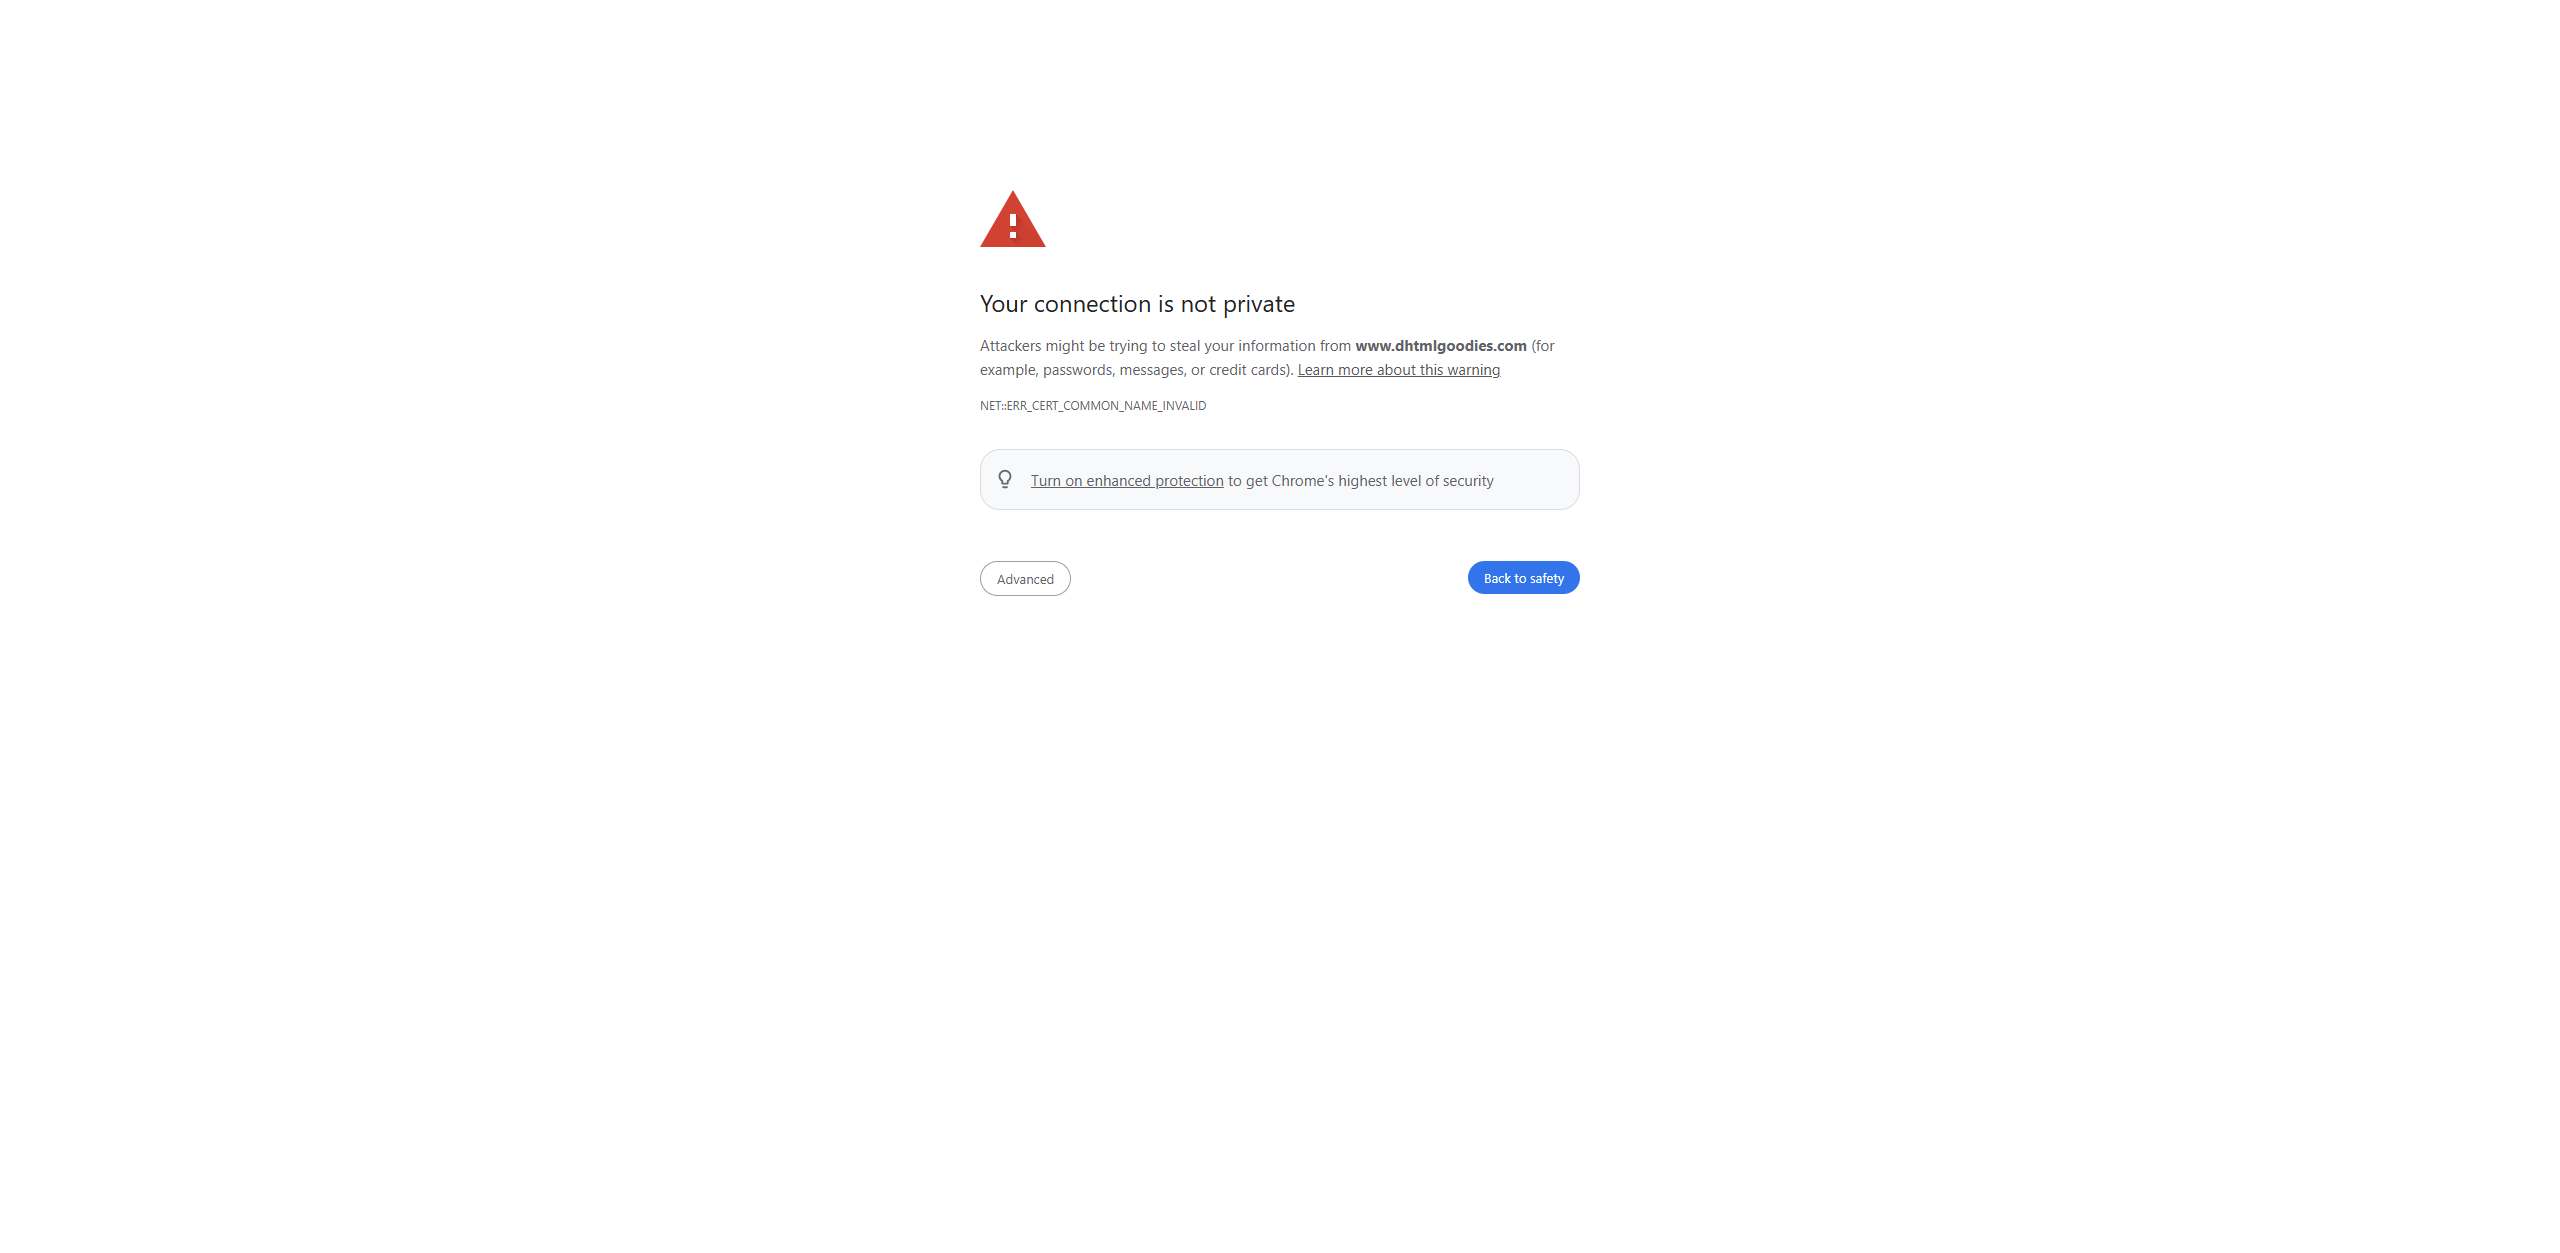 Your connection is not private
Attackers might be trying to steal your information from www.dhtmlgoodies.com (for
example, passwords, messages, or credit cards). Learn more about this warning
NET::ERR_CERT_COMMON_NAME_INVALID
Turn on enhanced protection to get Chrome's highest level of security
Advanced
Back to safety